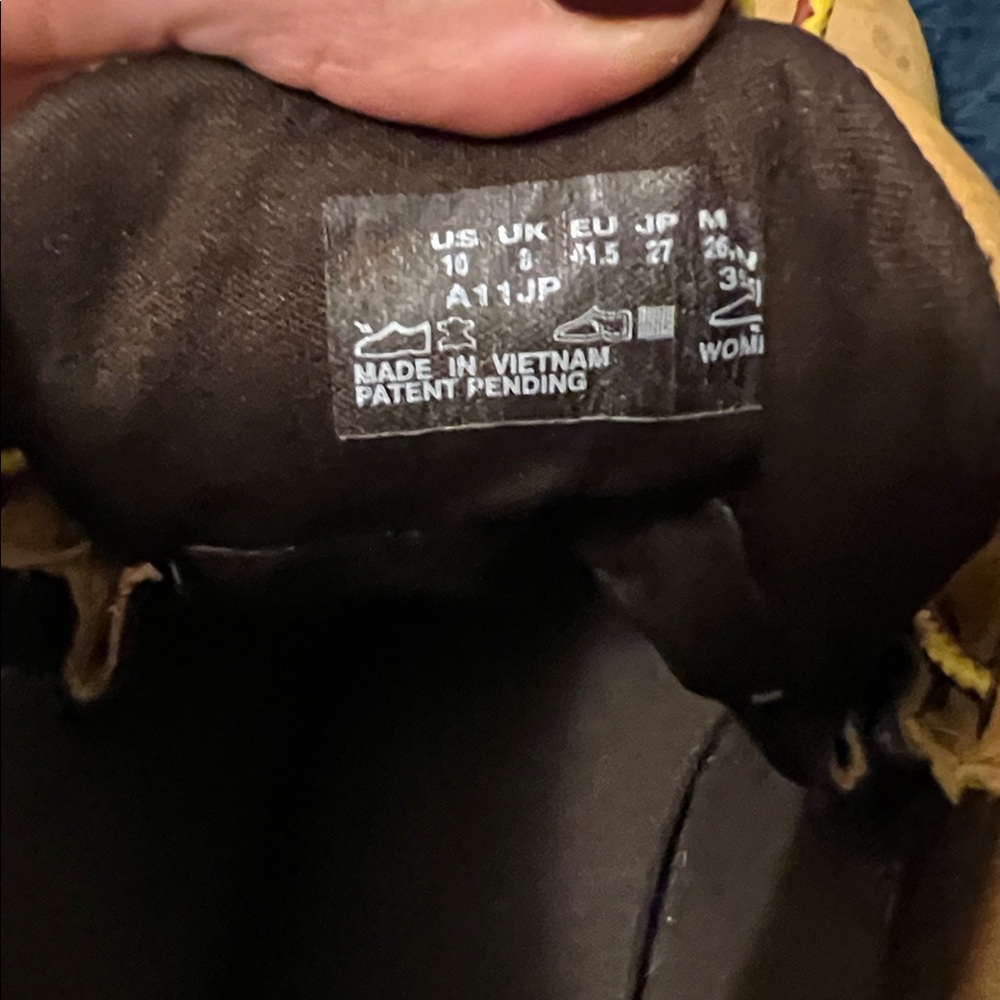 US UK EU JP M
10 8 41.5 27
A11JP
MADE IN VIETNAM
PATENT PENDING